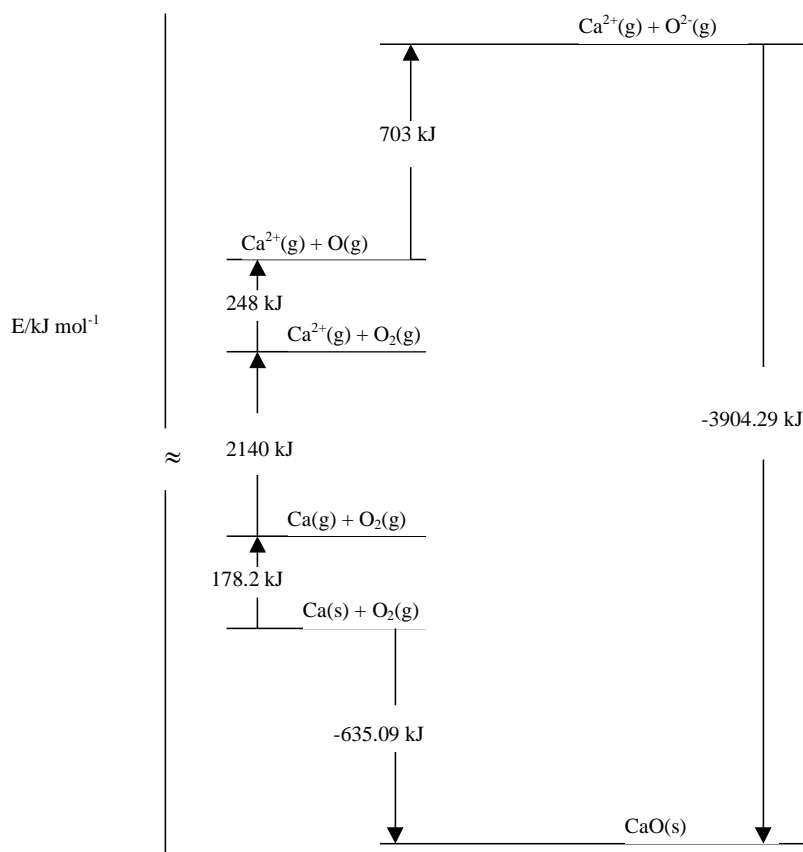 Ca²⁺(g) + O²⁻(g)
703 kJ
Ca²⁺(g) + O(g)
248 kJ
E/kJ mol⁻¹
Ca²⁺(g) + O₂(g)
-3904.29 kJ
≈
2140 kJ
Ca(g) + O₂(g)
178.2 kJ
Ca(s) + O₂(g)
-635.09 kJ
CaO(s)